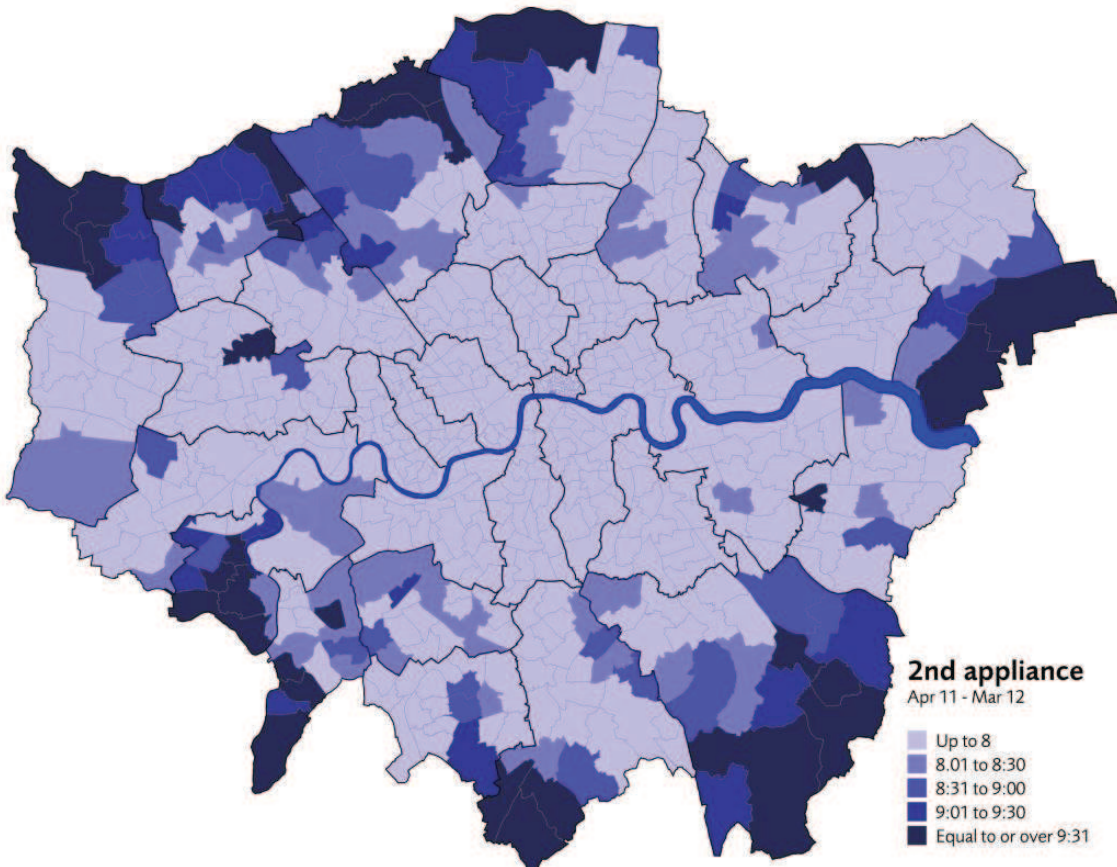 2nd appliance
Apr 11 - Mar 12
Up to 8
8.01 to 8:30
8:31 to 9:00
9:01 to 9:30
Equal to or over 9:31